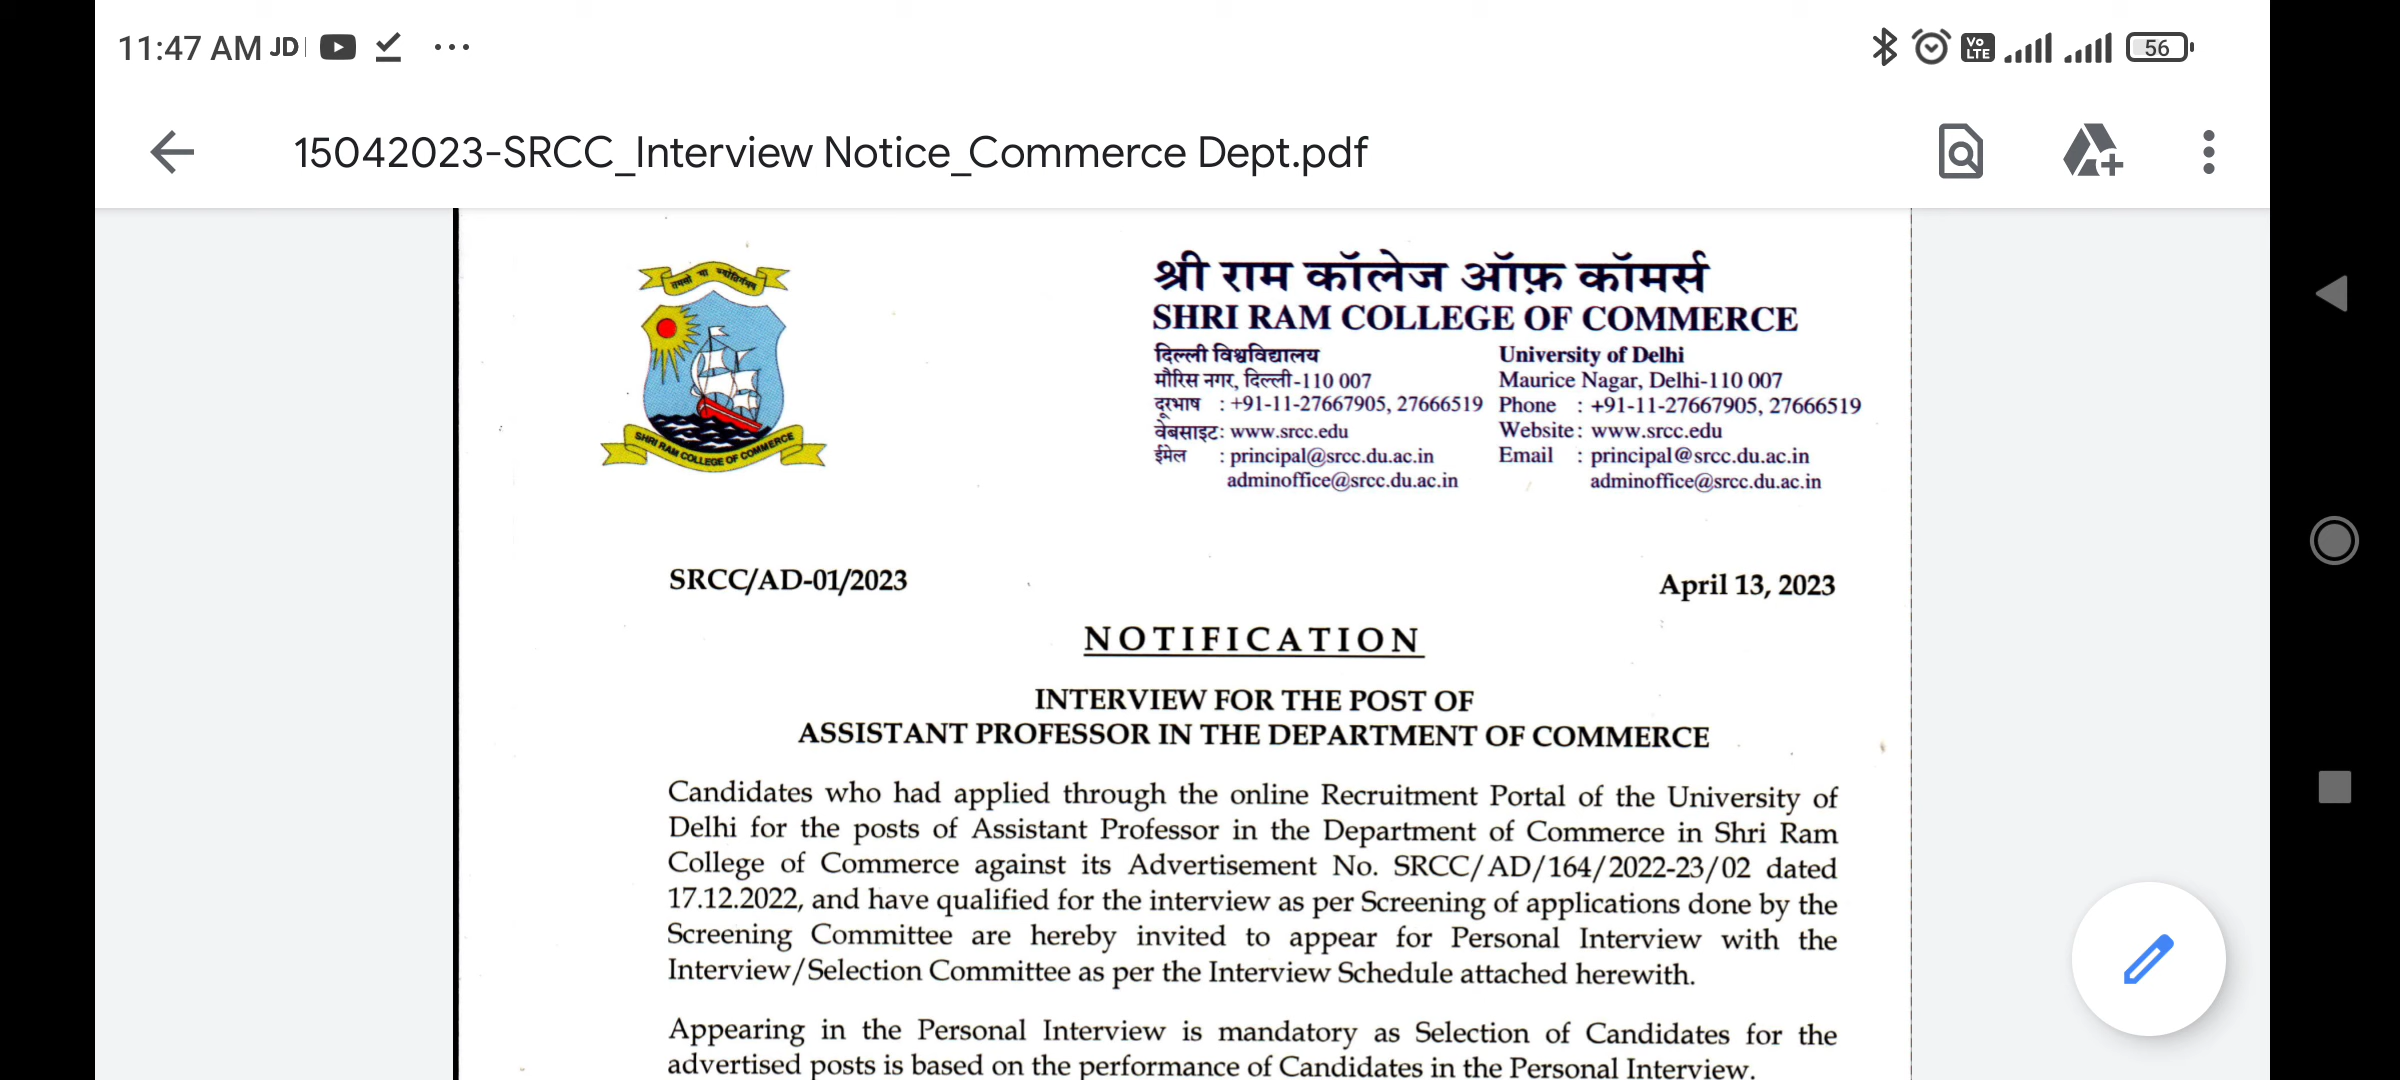 11:47 AM JD
Vo LTE
56
15042023-SRCC_Interview Notice_Commerce Dept.pdf
तमसो मा ज्योतिर्गमय
SHRI RAM COLLEGE OF COMMERCE
श्री राम कॉलेज ऑफ़ कॉमर्स
SHRI RAM COLLEGE OF COMMERCE
दिल्ली विश्वविद्यालय
मौरिस नगर, दिल्ली-110 007
दूरभाष : +91-11-27667905, 27666519
वेबसाइट: www.srcc.edu
ईमेल : principal@srcc.du.ac.in
adminoffice@srcc.du.ac.in
University of Delhi
Maurice Nagar, Delhi-110 007
Phone : +91-11-27667905, 27666519
Website: www.srcc.edu
Email : principal@srcc.du.ac.in
adminoffice@srcc.du.ac.in
SRCC/AD-01/2023
April 13, 2023
NOTIFICATION
INTERVIEW FOR THE POST OF
ASSISTANT PROFESSOR IN THE DEPARTMENT OF COMMERCE
Candidates who had applied through the online Recruitment Portal of the University of
Delhi for the posts of Assistant Professor in the Department of Commerce in Shri Ram
College of Commerce against its Advertisement No. SRCC/AD/164/2022-23/02 dated
17.12.2022, and have qualified for the interview as per Screening of applications done by the
Screening Committee are hereby invited to appear for Personal Interview with the
Interview/Selection Committee as per the Interview Schedule attached herewith.
Appearing in the Personal Interview is mandatory as Selection of Candidates for the
advertised posts is based on the performance of Candidates in the Personal Interview.